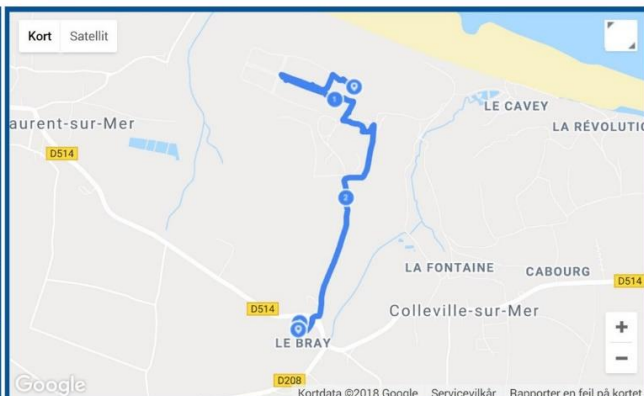 Kort Satellit
LE CAVEY
LA RÉVOLUTIO
aurent-sur-Mer
D514
1
2
LA FONTAINE
CABOURG
D514
D514
Colleville-sur-Mer
LE BRAY
+
−
D208
Google
Kortdata ©2018 Google Servicevilkår Rapporter en fejl på kortet